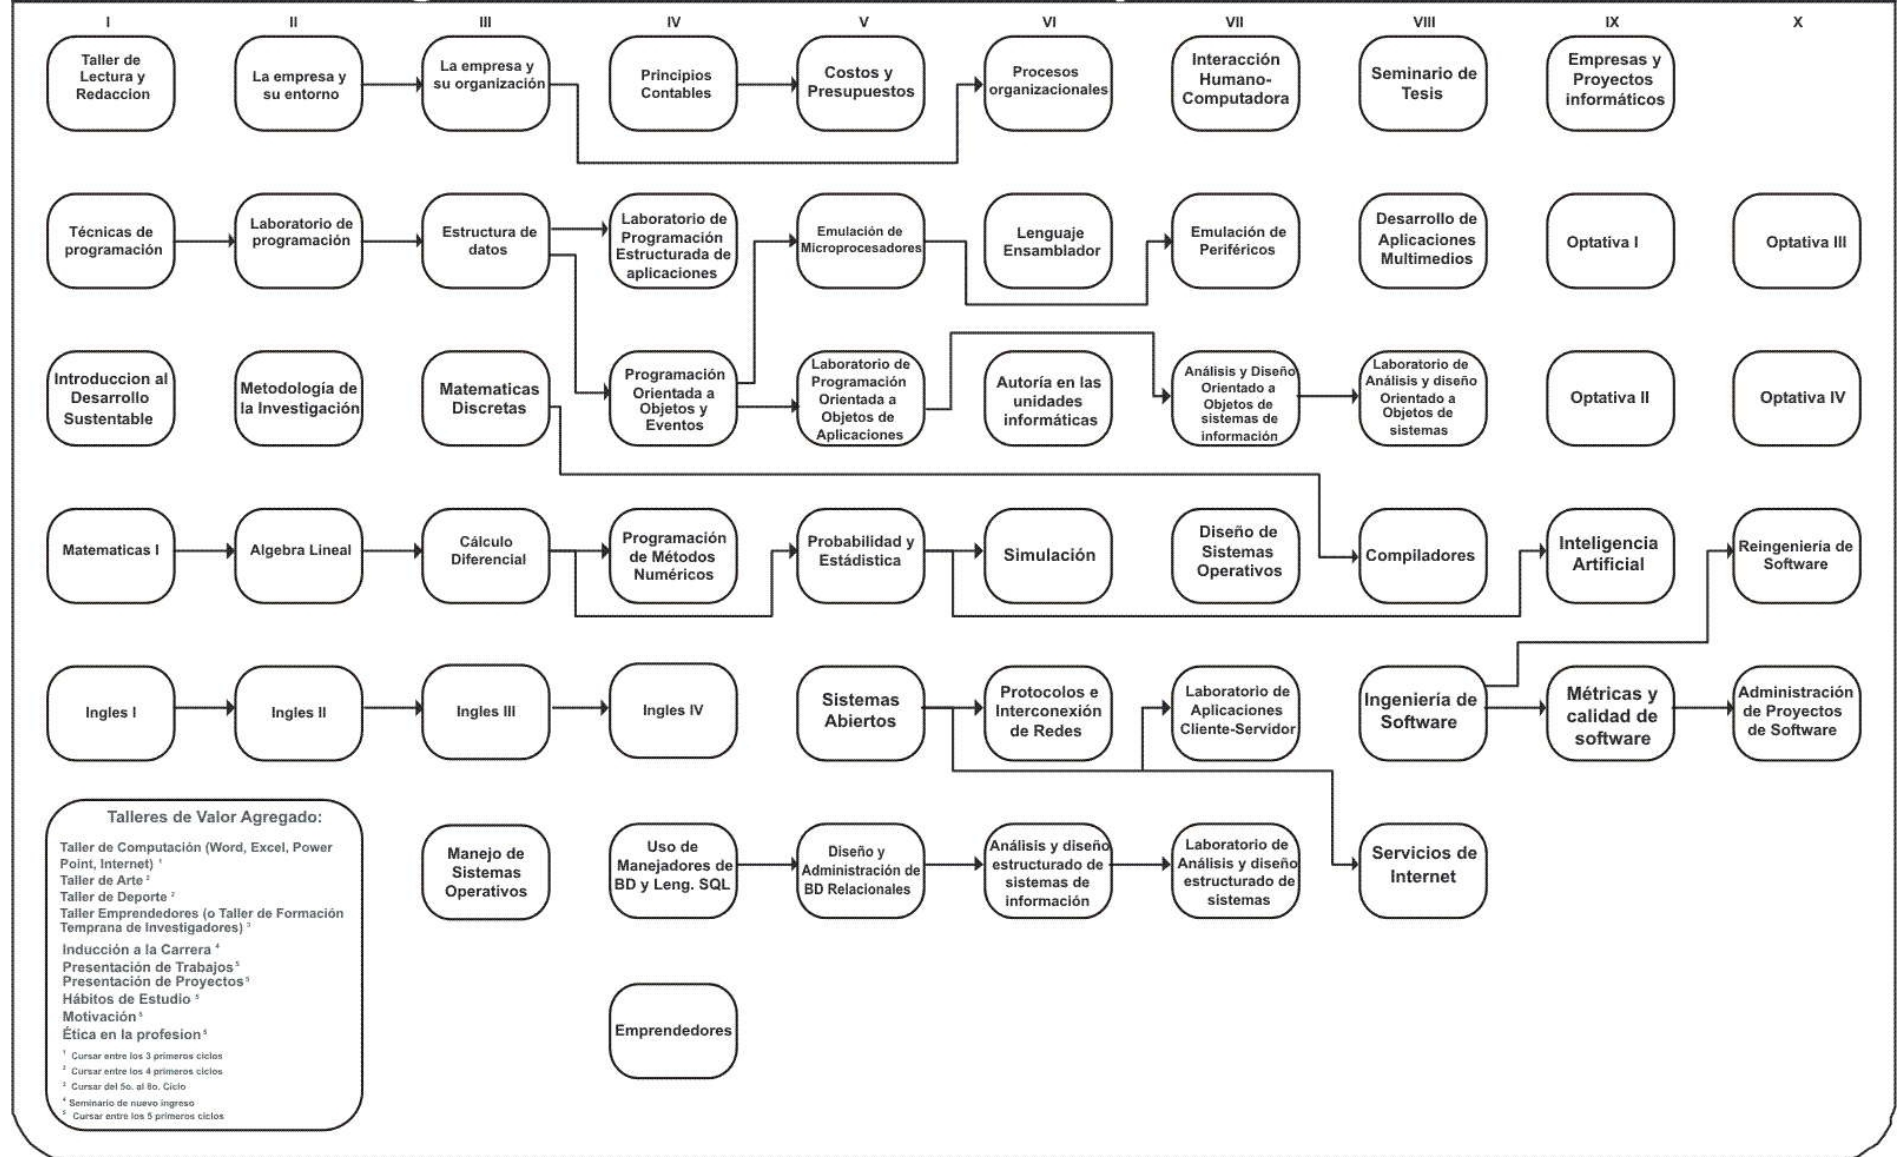 I II III IV V VI VII VIII IX X
Taller de
Lectura y
Redaccion
La empresa y
su entorno
La empresa y
su organización
Principios
Contables
Costos y
Presupuestos
Procesos
organizacionales
Interacción
Humano-
Computadora
Seminario de
Tesis
Empresas y
Proyectos
informáticos
Técnicas de
programación
Laboratorio de
programación
Estructura de
datos
Laboratorio de
Programación
Estructurada de
aplicaciones
Emulación de
Microprocesadores
Lenguaje
Ensamblador
Emulación de
Periféricos
Desarrollo de
Aplicaciones
Multimedios
Optativa I
Optativa III
Introduccion al
Desarrollo
Sustentable
Metodología de
la Investigación
Matematicas
Discretas
Programación
Orientada a
Objetos y
Eventos
Laboratorio de
Programación
Orientada a
Objetos de
Aplicaciones
Autoría en las
unidades
informáticas
Análisis y Diseño
Orientado a
Objetos de
sistemas de
información
Laboratorio de
Análisis y diseño
Orientado a
Objetos de
sistemas
Optativa II
Optativa IV
Matematicas I
Algebra Lineal
Cálculo
Diferencial
Programación
de Métodos
Numéricos
Probabilidad y
Estádistica
Simulación
Diseño de
Sistemas
Operativos
Compiladores
Inteligencia
Artificial
Reingeniería de
Software
Ingles I
Ingles II
Ingles III
Ingles IV
Sistemas
Abiertos
Protocolos e
Interconexión
de Redes
Laboratorio de
Aplicaciones
Cliente-Servidor
Ingeniería de
Software
Métricas y
calidad de
software
Administración
de Proyectos
de Software
Manejo de
Sistemas
Operativos
Uso de
Manejadores de
BD y Leng. SQL
Diseño y
Administración de
BD Relacionales
Análisis y diseño
estructurado de
sistemas de
información
Laboratorio de
Análisis y diseño
estructurado de
sistemas
Servicios de
Internet
Emprendedores
Talleres de Valor Agregado:
Taller de Computación (Word, Excel, Power
Point, Internet) ¹
Taller de Arte ²
Taller de Deporte ²
Taller Emprendedores (o Taller de Formación
Temprana de Investigadores) ³
Inducción a la Carrera ⁴
Presentación de Trabajos ⁵
Presentación de Proyectos ⁵
Hábitos de Estudio ⁵
Motivación ⁵
Ética en la profesion ⁵
¹ Cursar entre los 3 primeros ciclos
² Cursar entre los 4 primeros ciclos
³ Cursar del 5o. al 8o. Ciclo
⁴ Seminario de nuevo ingreso
⁵ Cursar entre los 5 primeros ciclos